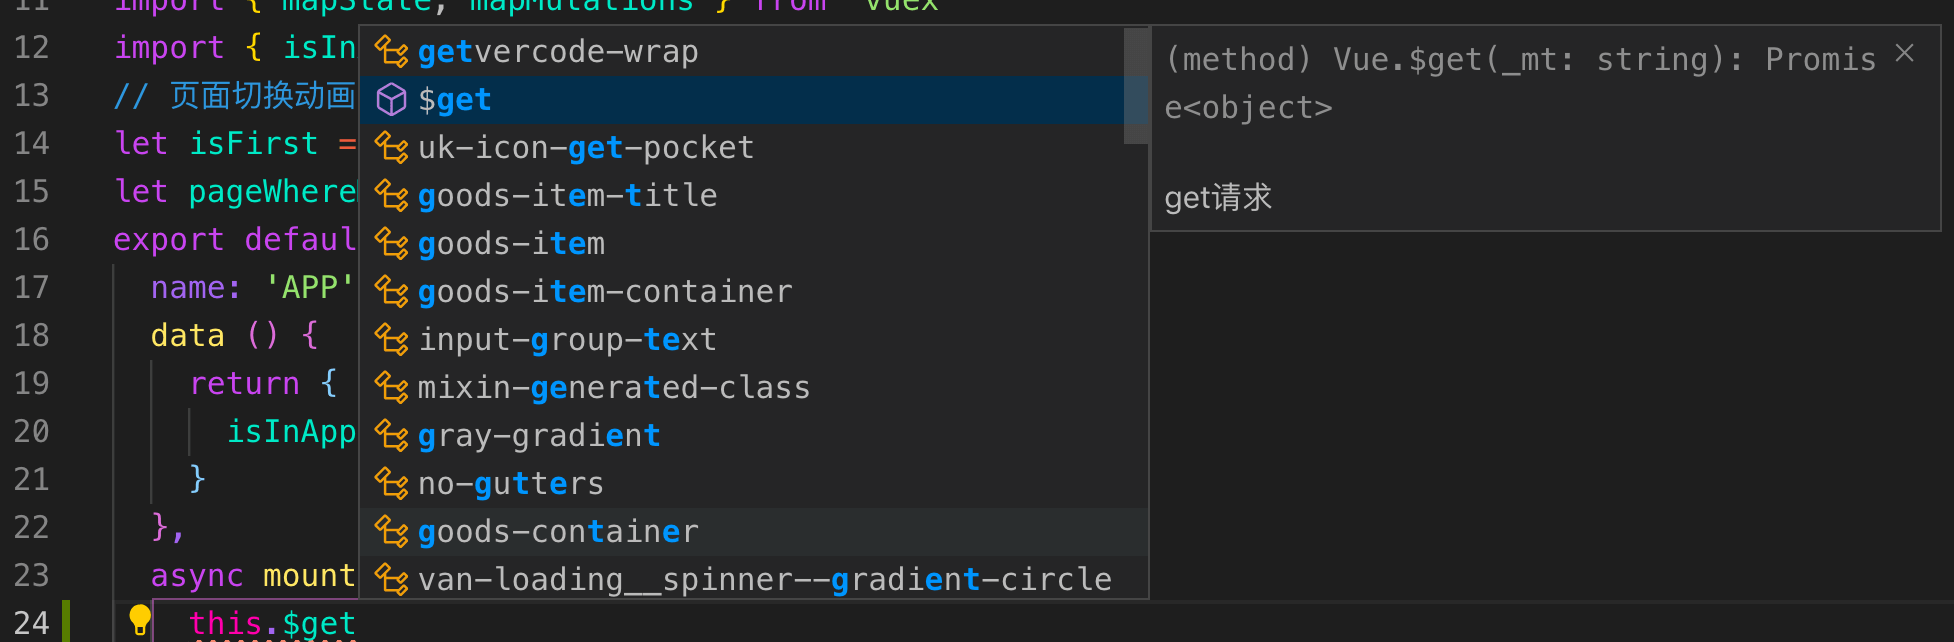 11 import { mapState, mapMutations } from 'vuex'
12 import { isIn
13 // 页面切换动画
14 let isFirst =
15 let pageWhere
16 export defaul
17 name: 'APP'
18 data () {
19 return {
20 isInApp
21 }
22 },
23 async mount
24 this.$get
getvercode-wrap
$get
uk-icon-get-pocket
goods-item-title
goods-item
goods-item-container
input-group-text
mixin-generated-class
gray-gradient
no-gutters
goods-container
van-loading__spinner--gradient-circle
(method) Vue.$get(_mt: string): Promis
e<object>
get请求